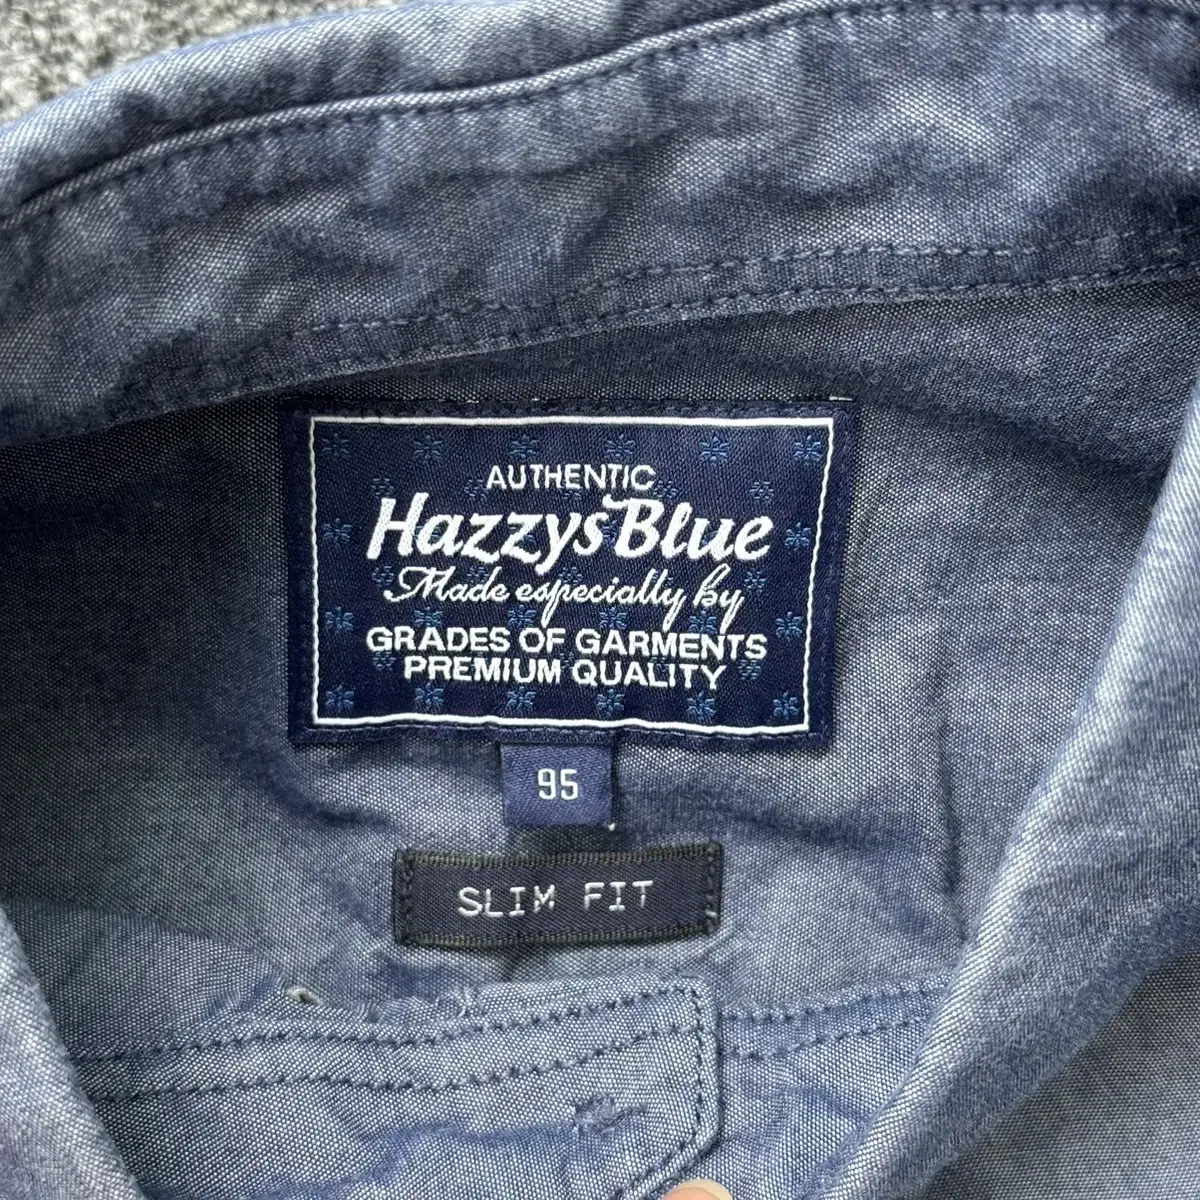 AUTHENTIC
Hazzys Blue
Made especially by
GRADES OF GARMENTS
PREMIUM QUALITY
95
SLIM FIT